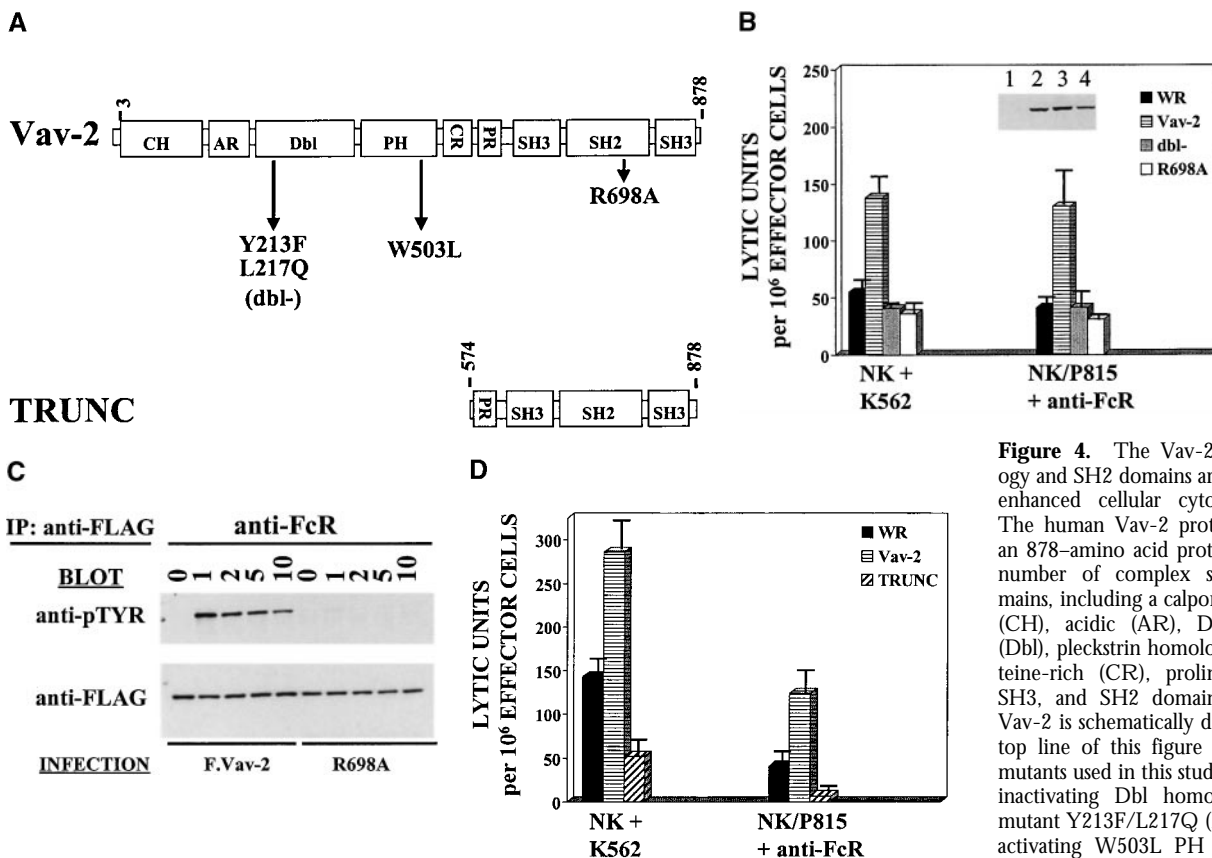 A
3
878
Vav-2
CH AR Dbl PH CR PR SH3 SH2 SH3
Y213F
L217Q
(dbl-)
W503L
R698A
574
878
TRUNC
PR SH3 SH2 SH3
B
LYTIC UNITS
per 10⁶ EFFECTOR CELLS
250
200
150
100
50
0
1 2 3 4
WR
Vav-2
dbl-
R698A
NK +
K562
NK/P815
+ anti-FcR
C
IP: anti-FLAG
anti-FcR
BLOT
0 1 2 5 10 0 1 2 5 10
anti-pTYR
anti-FLAG
INFECTION
F.Vav-2
R698A
D
LYTIC UNITS
per 10⁶ EFFECTOR CELLS
300
250
200
150
100
50
0
WR
Vav-2
TRUNC
NK +
K562
NK/P815
+ anti-FcR
Figure 4. The Vav-2
ogy and SH2 domains ar
enhanced cellular cyto
The human Vav-2 prot
an 878–amino acid prot
number of complex s
mains, including a calpor
(CH), acidic (AR), D
(Dbl), pleckstrin homolo
teine-rich (CR), prolin
SH3, and SH2 domain
Vav-2 is schematically d
top line of this figure
mutants used in this stud
inactivating Dbl homo
mutant Y213F/L217Q (
activating W503L PH